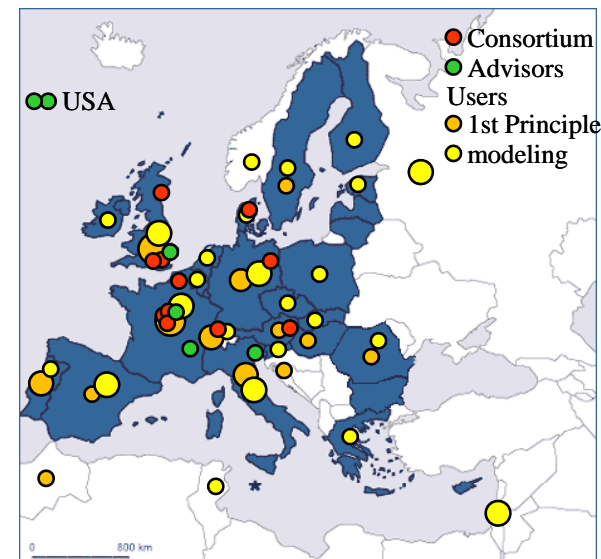 Consortium
Advisors
USA
Users
1st Principle
modeling
0 600 km